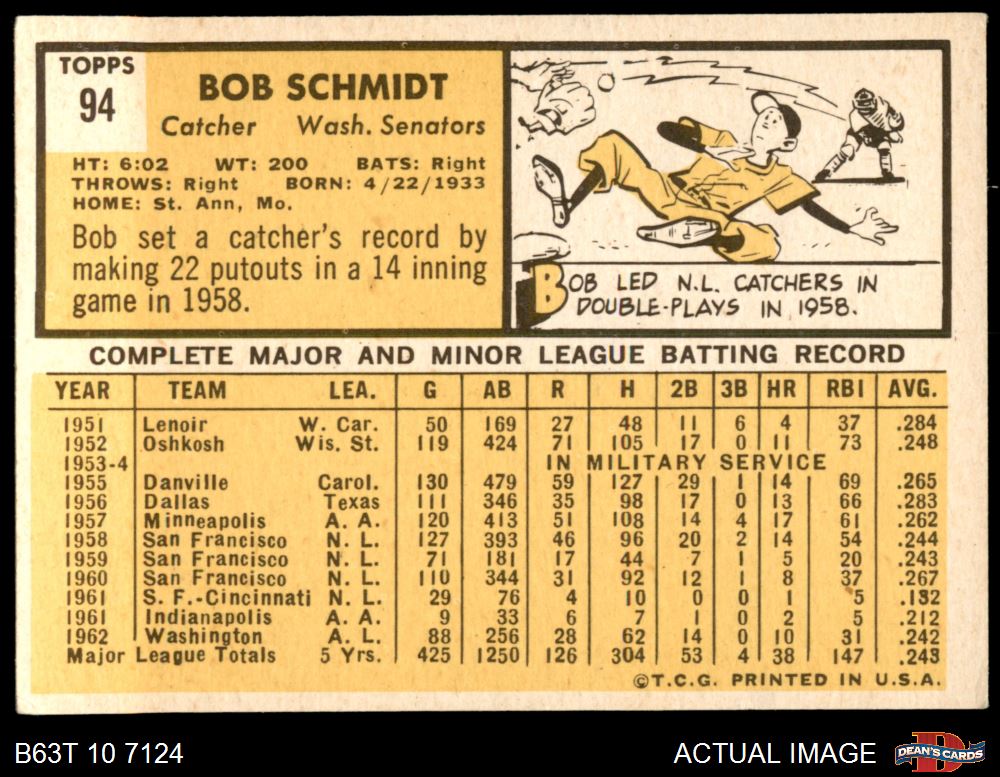 TOPPS
94
BOB SCHMIDT
Catcher Wash. Senators
HT: 6:02 WT: 200 BATS: Right
THROWS: Right BORN: 4/22/1933
HOME: St. Ann, Mo.
Bob set a catcher's record by
making 22 putouts in a 14 inning
game in 1958.
BOB LED N.L. CATCHERS IN
DOUBLE-PLAYS IN 1958.
COMPLETE MAJOR AND MINOR LEAGUE BATTING RECORD
YEAR TEAM LEA. G AB R H 2B 3B HR RBI AVG.
1951 Lenoir W. Car. 50 169 27 48 11 6 4 37 .284
1952 Oshkosh Wis. St. 119 424 71 105 17 0 11 73 .248
1953-4 IN MILITARY SERVICE
1955 Danville Carol. 130 479 59 127 29 1 14 69 .265
1956 Dallas Texas 111 346 35 98 17 0 13 66 .283
1957 Minneapolis A. A. 120 413 51 108 14 4 17 61 .262
1958 San Francisco N. L. 127 393 46 96 20 2 14 54 .244
1959 San Francisco N. L. 71 181 17 44 7 1 5 20 .243
1960 San Francisco N. L. 110 344 31 92 12 1 8 37 .267
1961 S. F.-Cincinnati N. L. 29 76 4 10 0 0 1 5 .132
1961 Indianapolis A. A. 9 33 6 7 1 0 2 5 .212
1962 Washington A. L. 88 256 28 62 14 0 10 31 .242
Major League Totals 5 Yrs. 425 1250 126 304 53 4 38 147 .243
©T.C.G. PRINTED IN U.S.A.
B63T 10 7124 ACTUAL IMAGE DEAN'S CARDS